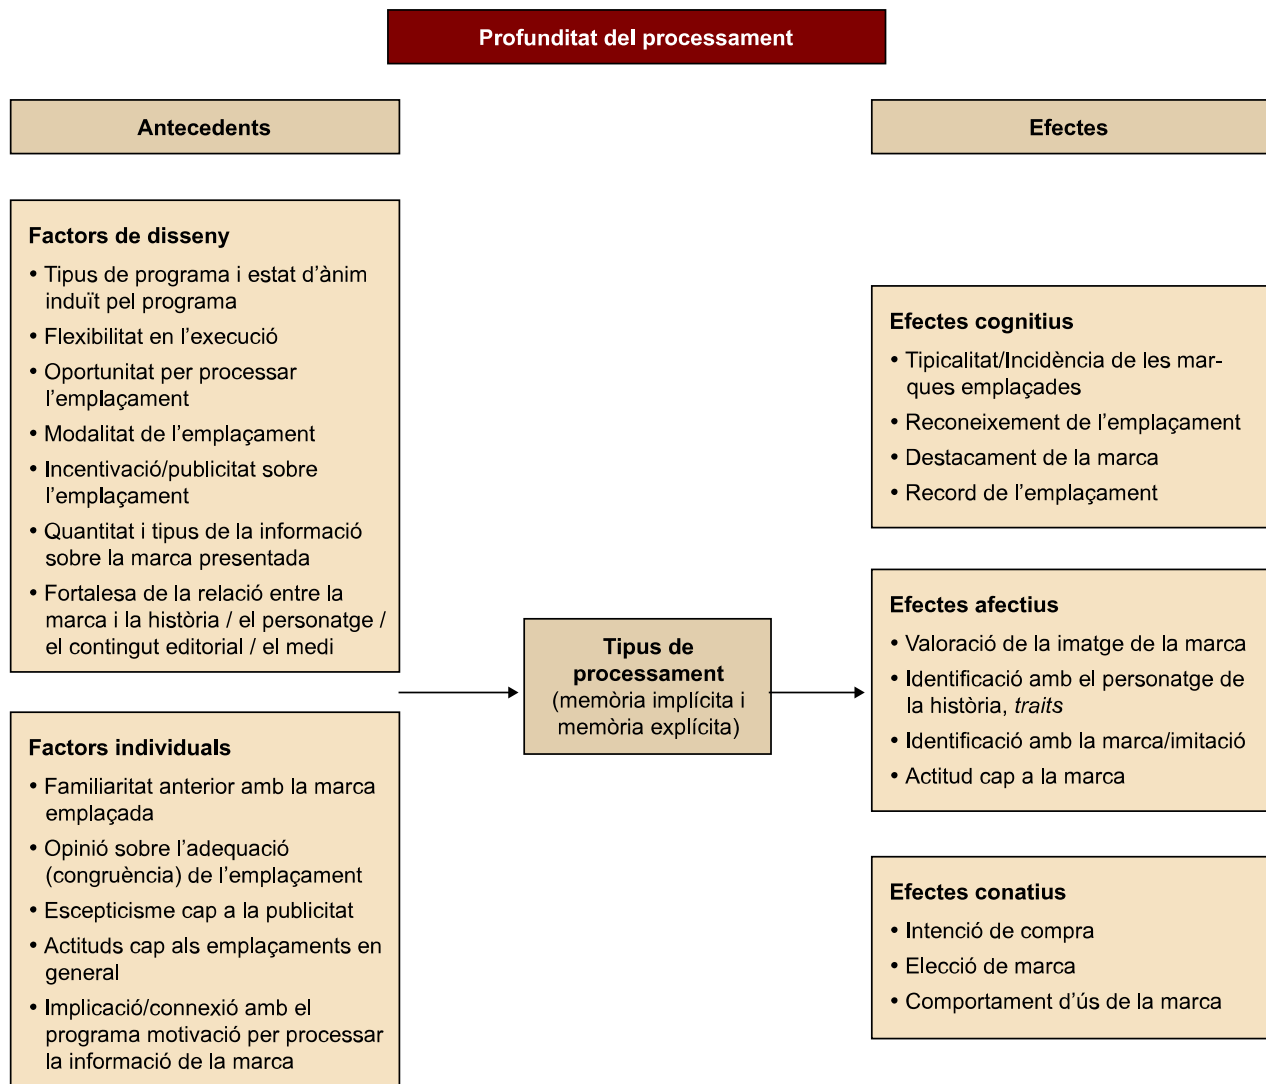 Profunditat del processament
Antecedents
Factors de disseny
• Tipus de programa i estat d’ànim
induït pel programa
• Flexibilitat en l’execució
• Oportunitat per processar
l’emplaçament
• Modalitat de l’emplaçament
• Incentivació/publicitat sobre
l’emplaçament
• Quantitat i tipus de la informació
sobre la marca presentada
• Fortalesa de la relació entre la
marca i la història / el personatge /
el contingut editorial / el medi
Factors individuals
• Familiaritat anterior amb la marca
emplaçada
• Opinió sobre l’adequació
(congruència) de l’emplaçament
• Escepticisme cap a la publicitat
• Actituds cap als emplaçaments en
general
• Implicació/connexió amb el
programa motivació per processar
la informació de la marca
Tipus de
processament
(memòria implícita i
memòria explícita)
Efectes
Efectes cognitius
• Tipicalitat/Incidència de les mar-
ques emplaçades
• Reconeixement de l’emplaçament
• Destacament de la marca
• Record de l’emplaçament
Efectes afectius
• Valoració de la imatge de la marca
• Identificació amb el personatge de
la història, traits
• Identificació amb la marca/imitació
• Actitud cap a la marca
Efectes conatius
• Intenció de compra
• Elecció de marca
• Comportament d’ús de la marca